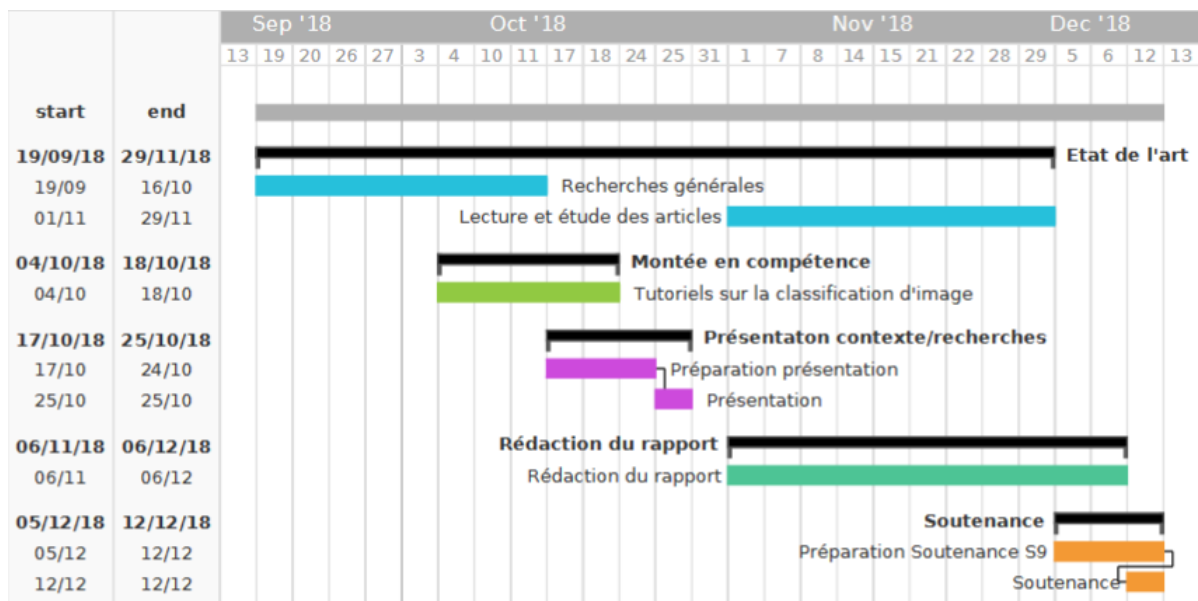 Sep '18 Oct '18 Nov '18 Dec '18
13 19 20 26 27 3 4 10 11 17 18 24 25 31 1 7 8 14 15 21 22 28 29 5 6 12 13
start end
19/09/18 29/11/18 Etat de l'art
19/09 16/10 Recherches générales
01/11 29/11 Lecture et étude des articles
04/10/18 18/10/18 Montée en compétence
04/10 18/10 Tutoriels sur la classification d'image
17/10/18 25/10/18 Présentaton contexte/recherches
17/10 24/10 Préparation présentation
25/10 25/10 Présentation
06/11/18 06/12/18 Rédaction du rapport
06/11 06/12 Rédaction du rapport
05/12/18 12/12/18 Soutenance
05/12 12/12 Préparation Soutenance S9
12/12 12/12 Soutenance